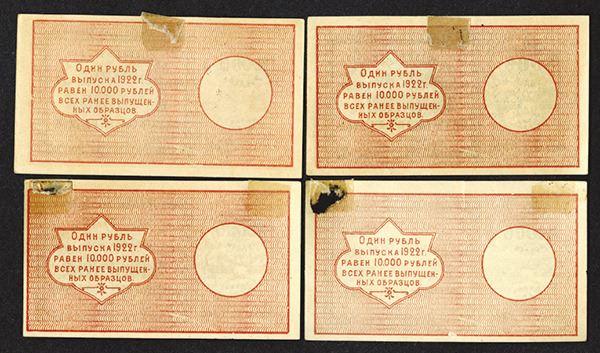 ОДИН РУБЛЬ
ВЫПУСКА 1922 г.
РАВЕН 10.000 РУБЛЕЙ
ВСЕХ РАНЕЕ ВЫПУЩЕН-
НЫХ ОБРАЗЦОВ.
ОДИН РУБЛЬ
ВЫПУСКА 1922 г.
РАВЕН 10.000 РУБЛЕЙ
ВСЕХ РАНЕЕ ВЫПУЩЕН-
НЫХ ОБРАЗЦОВ.
ОДИН РУБЛЬ
ВЫПУСКА 1922 г.
РАВЕН 10.000 РУБЛЕЙ
ВСЕХ РАНЕЕ ВЫПУЩЕН-
НЫХ ОБРАЗЦОВ.
ОДИН РУБЛЬ
ВЫПУСКА 1922 г.
РАВЕН 10.000 РУБЛЕЙ
ВСЕХ РАНЕЕ ВЫПУЩЕН-
НЫХ ОБРАЗЦОВ.